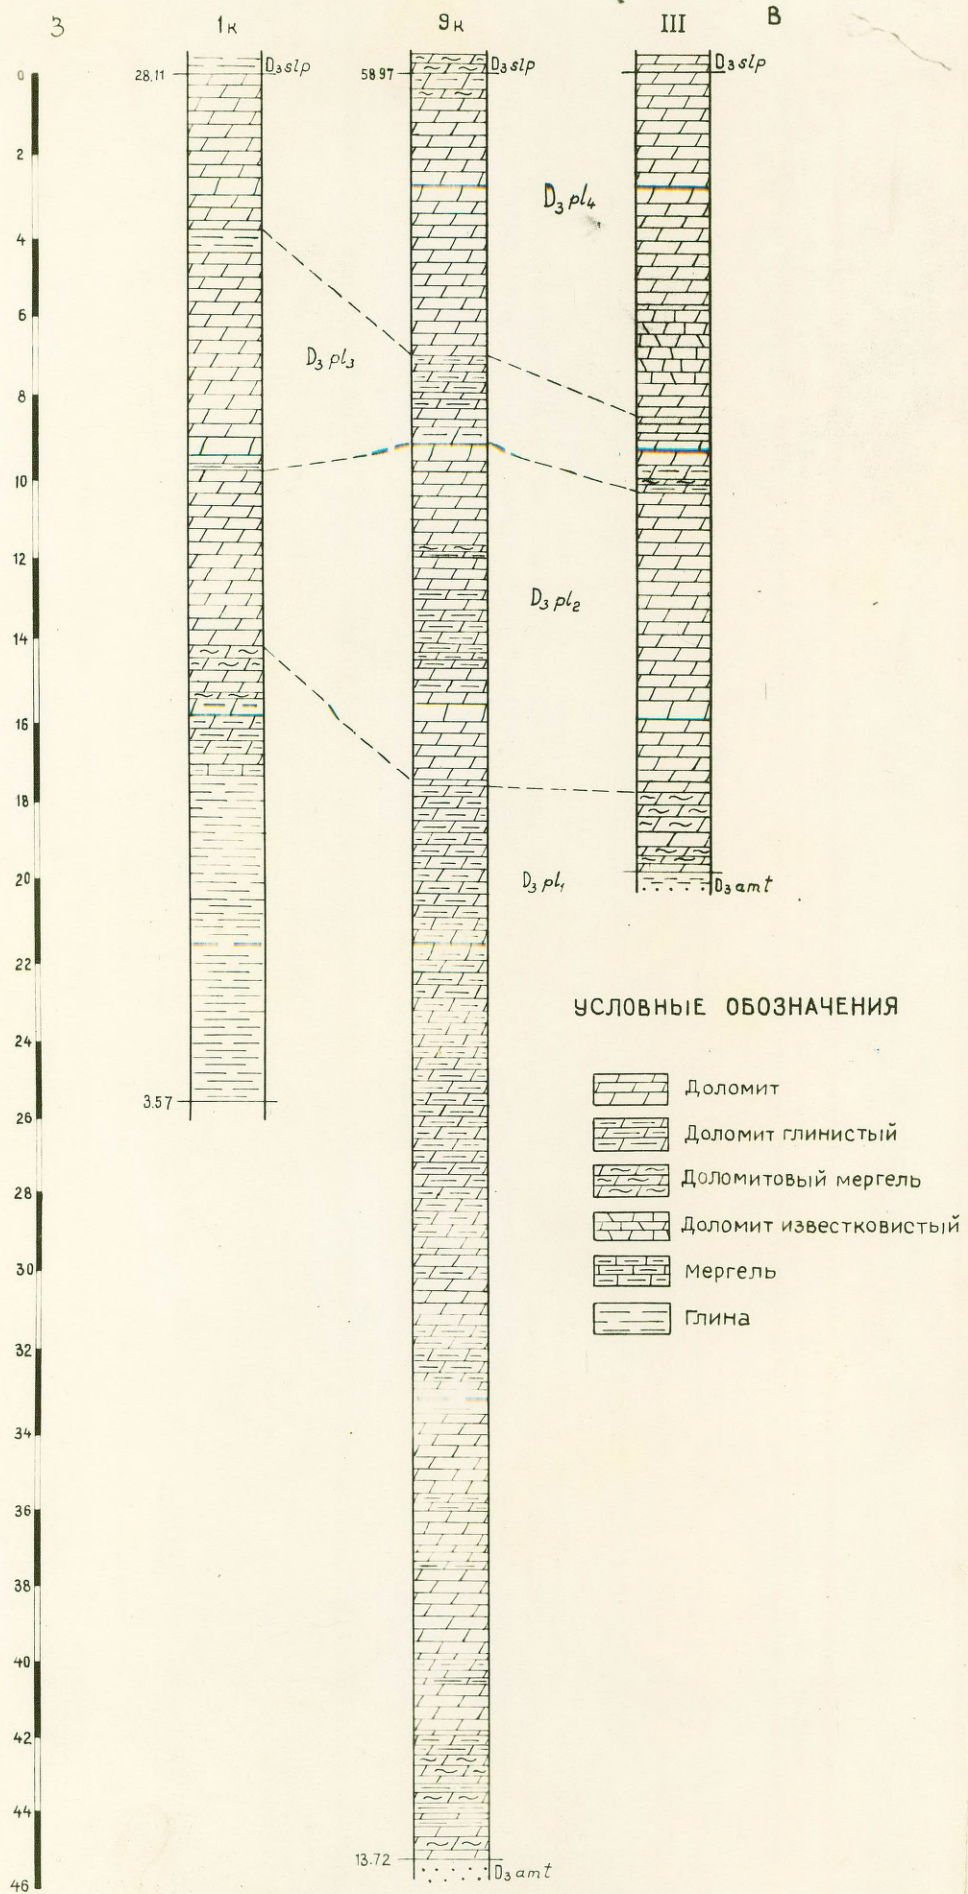 З 1к 9к III В
28.11 D₃slp 58 97 D₃slp D₃slp
0
2
D₃pl₄
4
6
D₃pl₃
8
10
12
D₃pl₂
14
16
18
20
D₃pl₁ D₃amt
22
24
3.57
26
28
30
32
34
36
38
40
42
44
13.72 D₃amt
46
УСЛОВНЫЕ ОБОЗНАЧЕНИЯ
Доломит
Доломит глинистый
Доломитовый мергель
Доломит известковистый
Мергель
Глина